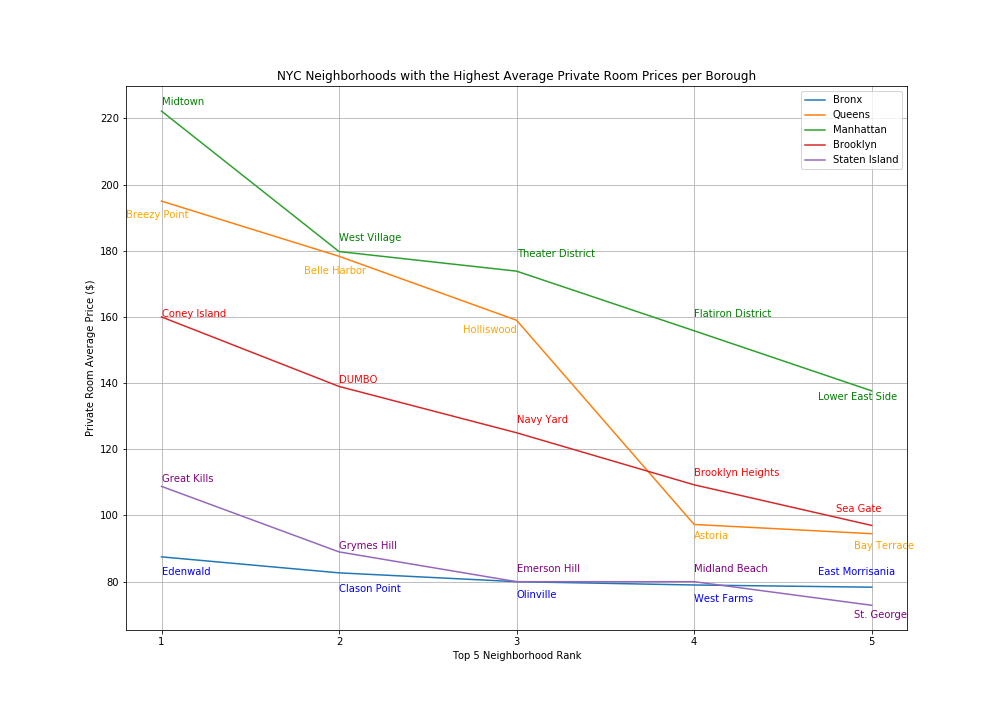 NYC Neighborhoods with the Highest Average Private Room Prices per Borough
Bronx
Queens
Manhattan
Brooklyn
Staten Island
Midtown
Breezy Point
West Village
Belle Harbor
Theater District
Holliswood
Coney Island
Flatiron District
DUMBO
Lower East Side
Navy Yard
Brooklyn Heights
Great Kills
Sea Gate
Astoria
Grymes Hill
Bay Terrace
Edenwald
Emerson Hill
Midland Beach
East Morrisania
Clason Point
Olinville
West Farms
St. George
220
200
180
160
140
120
100
80
Private Room Average Price ($)
1 2 3 4 5
Top 5 Neighborhood Rank